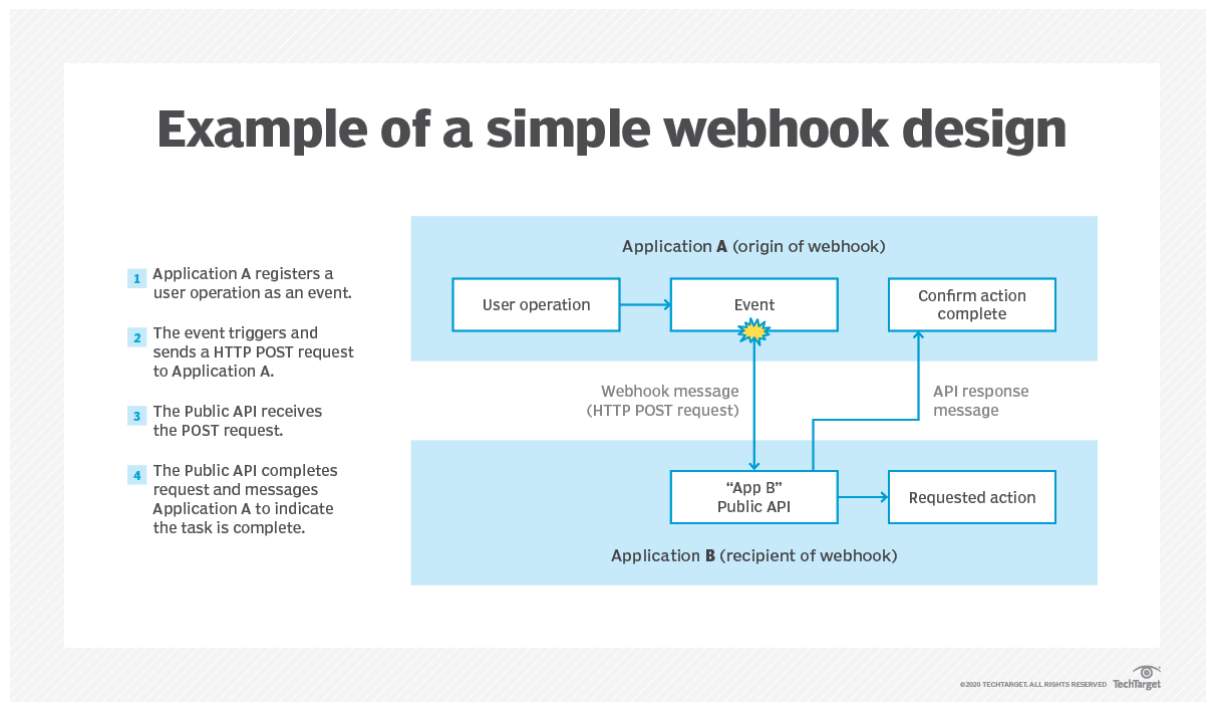 Example of a simple webhook design
1 Application A registers a
user operation as an event.
2 The event triggers and
sends a HTTP POST request
to Application A.
3 The Public API receives
the POST request.
4 The Public API completes
request and messages
Application A to indicate
the task is complete.
Application A (origin of webhook)
User operation
Event
Confirm action
complete
Webhook message
(HTTP POST request)
API response
message
“App B”
Public API
Requested action
Application B (recipient of webhook)
©2020 TECHTARGET. ALL RIGHTS RESERVED TechTarget